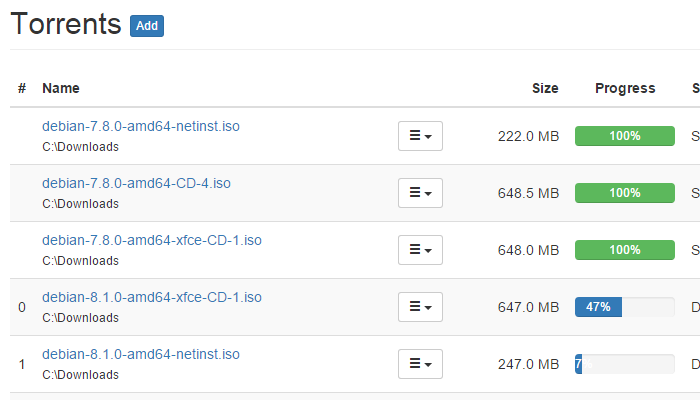 Torrents Add
# Name Size Progress S
debian-7.8.0-amd64-netinst.iso 222.0 MB 100% S
C:\Downloads
debian-7.8.0-amd64-CD-4.iso 648.5 MB 100% S
C:\Downloads
debian-7.8.0-amd64-xfce-CD-1.iso 648.0 MB 100% S
C:\Downloads
0 debian-8.1.0-amd64-xfce-CD-1.iso 647.0 MB 47% D
C:\Downloads
1 debian-8.1.0-amd64-netinst.iso 247.0 MB 7% D
C:\Downloads